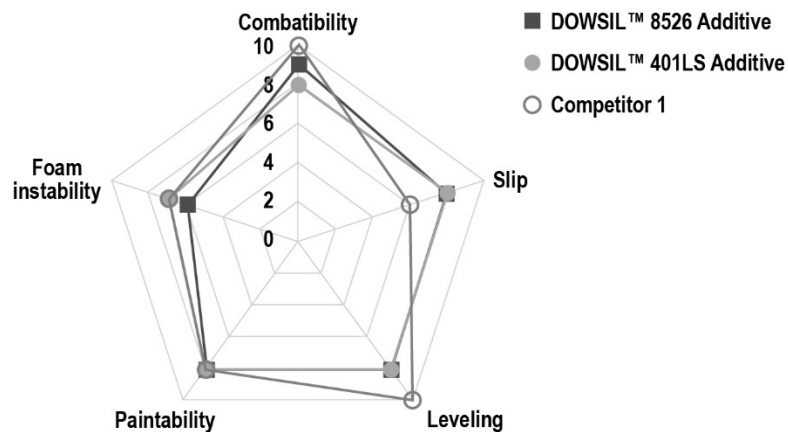 Combatibility
10
8
6
4
2
0
Slip
Leveling
Paintability
Foam
instability
DOWSIL™ 8526 Additive
DOWSIL™ 401LS Additive
Competitor 1